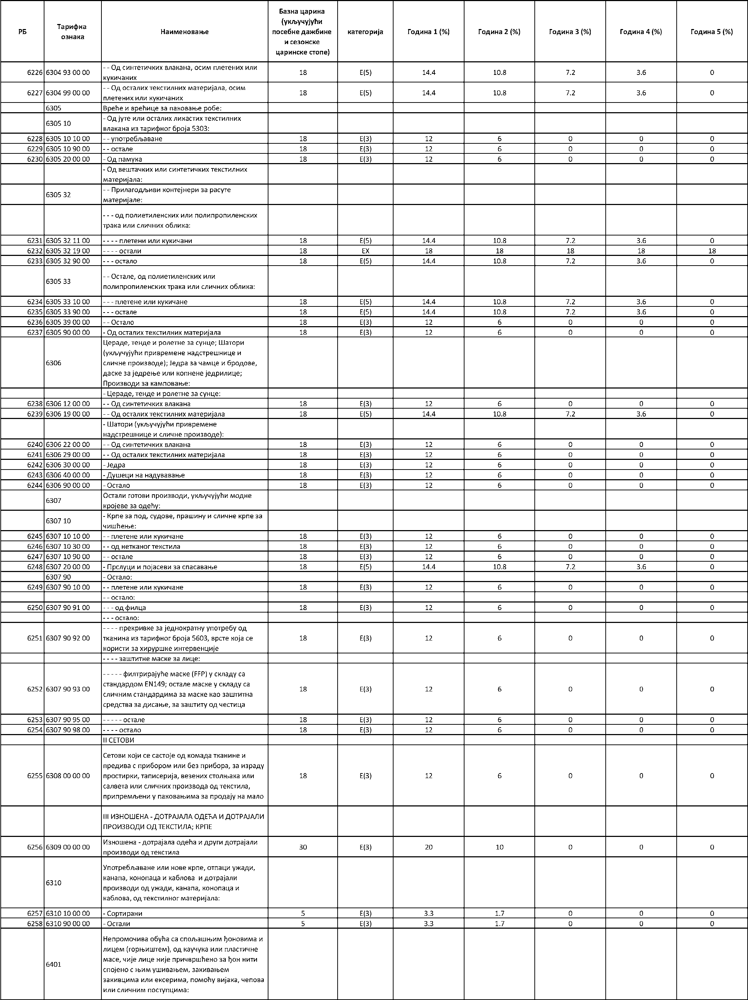 РБ Тарифна ознака Наименовање Базна царина (укључујући посебне дажбине и сезонске царинске стопе) категорија Година 1 (%) Година 2 (%) Година 3 (%) Година 4 (%) Година 5 (%)
6226 6304 93 00 00 - - Од синтетичких влакана, осим плетених или
кукичаних 18 E(5) 14.4 10.8 7.2 3.6 0
6227 6304 99 00 00 - - Од осталих текстилних материјала, осим
плетених или кукичаних 18 E(5) 14.4 10.8 7.2 3.6 0
6305 Вреће и врећице за паковање робе:
6305 10 - Од јуте или осталих ликастих текстилних
влакана из тарифног броја 5303:
6228 6305 10 10 00 - - употребљаване 18 E(3) 12 6 0 0 0
6229 6305 10 90 00 - - остале 18 E(3) 12 6 0 0 0
6230 6305 20 00 00 - Од памука 18 E(3) 12 6 0 0 0
- Од вештачких или синтетичких текстилних
материјала:
6305 32 - - Прилагодљиви контејнери за расуте
материјале:
- - - од полиетиленских или полипропиленских
трака или сличних облика:
6231 6305 32 11 00 - - - - плетени или кукичани 18 E(5) 14.4 10.8 7.2 3.6 0
6232 6305 32 19 00 - - - - остали 18 EX 18 18 18 18 18
6233 6305 32 90 00 - - - остало 18 E(5) 14.4 10.8 7.2 3.6 0
6305 33 - - Остале, од полиетиленских или
полипропиленских трака или сличних облика:
6234 6305 33 10 00 - - - плетене или кукичане 18 E(5) 14.4 10.8 7.2 3.6 0
6235 6305 33 90 00 - - - остале 18 E(5) 14.4 10.8 7.2 3.6 0
6236 6305 39 00 00 - - Остало 18 E(3) 12 6 0 0 0
6237 6305 90 00 00 - Од осталих текстилних материјала 18 E(3) 12 6 0 0 0
6306 Цераде, тенде и ролетне за сунце; Шатори
(укључујући привремене надстрешнице и
сличне производе); Једра за чамце и бродове,
даске за једрење или копнене једрилице;
Производи за камповање:
- Цераде, тенде и ролетне за сунце:
6238 6306 12 00 00 - - Од синтетичких влакана 18 E(3) 12 6 0 0 0
6239 6306 19 00 00 - - Од осталих текстилних материјала 18 E(5) 14.4 10.8 7.2 3.6 0
- Шатори (укључујући привремене
надстрешнице и сличне производе):
6240 6306 22 00 00 - - Од синтетичких влакана 18 E(3) 12 6 0 0 0
6241 6306 29 00 00 - - Од осталих текстилних материјала 18 E(3) 12 6 0 0 0
6242 6306 30 00 00 - Једра 18 E(3) 12 6 0 0 0
6243 6306 40 00 00 - Душеци на надувавање 18 E(3) 12 6 0 0 0
6244 6306 90 00 00 - Остало 18 E(3) 12 6 0 0 0
6307 Остали готови производи, укључујући модне
кројеве за одећу:
6307 10 - Крпе за под, судове, прашину и сличне крпе за
чишћење:
6245 6307 10 10 00 - - плетене или кукичане 18 E(3) 12 6 0 0 0
6246 6307 10 30 00 - - од нетканог текстила 18 E(3) 12 6 0 0 0
6247 6307 10 90 00 - - остале 18 E(3) 12 6 0 0 0
6248 6307 20 00 00 - Прслуци и појасеви за спасавање 18 E(5) 14.4 10.8 7.2 3.6 0
6307 90 - Остало:
6249 6307 90 10 00 - - плетене или кукичане 18 E(3) 12 6 0 0 0
- - остало:
6250 6307 90 91 00 - - - од филца 18 E(3) 12 6 0 0 0
- - - остало:
6251 6307 90 92 00 - - - - прекривке за једнократну употребу од
тканина из тарифног броја 5603, врсте која се
користи за хируршке интервенције 18 E(3) 12 6 0 0 0
- - - - заштитне маске за лице:
6252 6307 90 93 00 - - - - - филтрирајуће маске (FFP) у складу са
стандардом EN149; остале маске у складу са
сличним стандардима за маске као заштитна
средства за дисање, за заштиту од честица 18 E(3) 12 6 0 0 0
6253 6307 90 95 00 - - - - - остале 18 E(3) 12 6 0 0 0
6254 6307 90 98 00 - - - - остало 18 E(3) 12 6 0 0 0
II СЕТОВИ
6255 6308 00 00 00 Сетови који се састоје од комада тканине и
предива с прибором или без прибора, за израду
простирки, таписерија, везених столњака или
салвета или сличних производа од текстила,
припремљени у паковањима за продају на мало 18 E(3) 12 6 0 0 0
III ИЗНОШЕНА - ДОТРАЈАЛА ОДЕЋА И ДОТРАЈАЛИ
ПРОИЗВОДИ ОД ТЕКСТИЛА; КРПЕ
6256 6309 00 00 00 Изношена - дотрајала одећа и други дотрајали
производи од текстила 30 E(3) 20 10 0 0 0
6310 Употребљаване или нове крпе, отпаци ужади,
канапа, конопаца и каблова и дотрајали
производи од ужади, канапа, конопаца и
каблова, од текстилног материјала:
6257 6310 10 00 00 - Сортирани 5 E(3) 3.3 1.7 0 0 0
6258 6310 90 00 00 - Остали 5 E(3) 3.3 1.7 0 0 0
6401 Непромочива обућа са спољашњим ђоновима и
лицем (горњиштем), од каучука или пластичне
масе, чије лице није причвршћено за ђон нити
спојено с њим ушивањем, закивањем
закивцима или ексерима, помоћу вијака, чепова
или сличним поступцима: